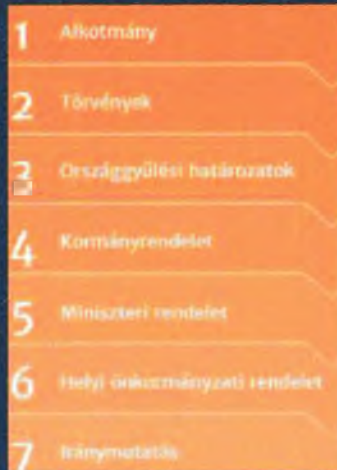 1 Alkotmány
2 Törvények
3 Országgyűlési határozatok
4 Kormányrendelet
5 Miniszteri rendelet
6 Helyi önkormányzati rendelet
7 Iránymutatás